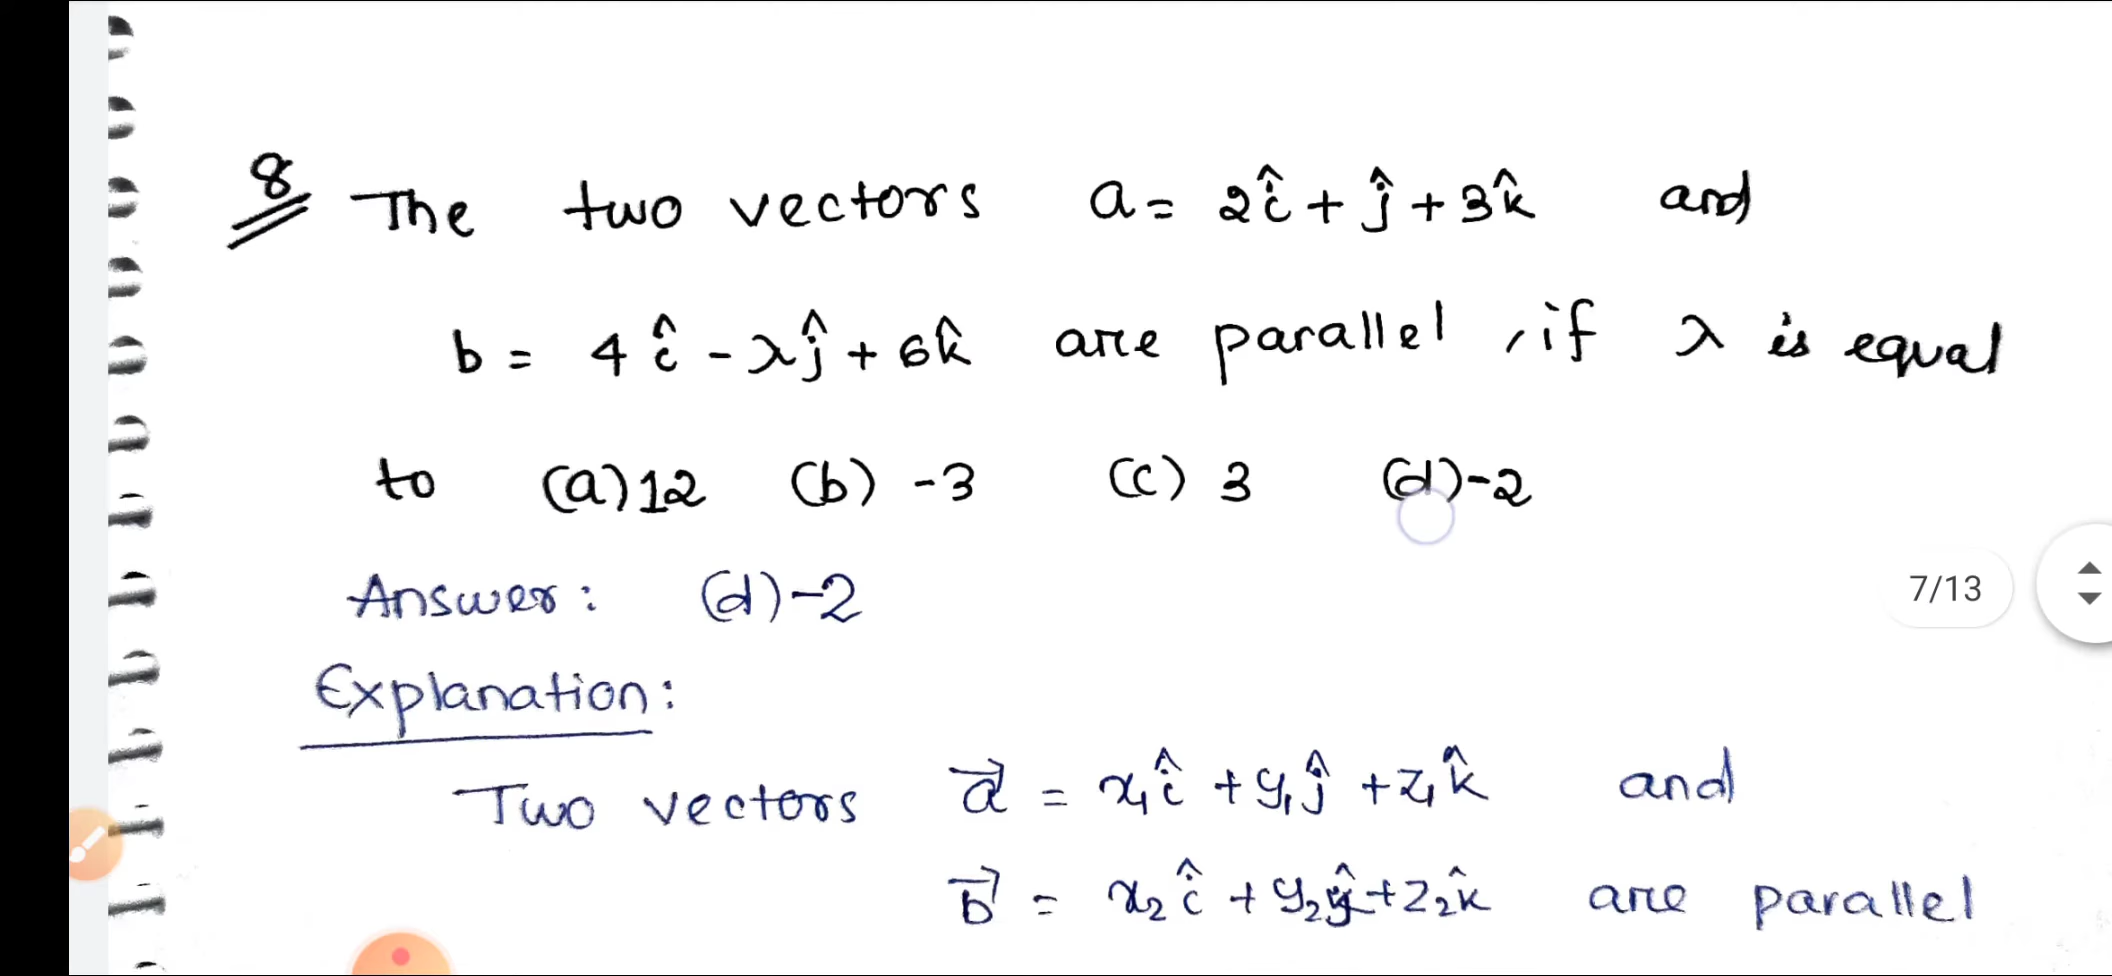 8 The two vectors a = 2î + ĵ + 3k̂ and
b = 4î - λĵ + 6k̂ are parallel, if λ is equal
to (a) 12 (b) -3 (c) 3 (d) -2
Answer: (d) -2
7/13
Explanation:
Two vectors a⃗ = x₁î + y₁ĵ + z₁k̂ and
b⃗ = x₂î + y₂ĵ + z₂k̂ are parallel